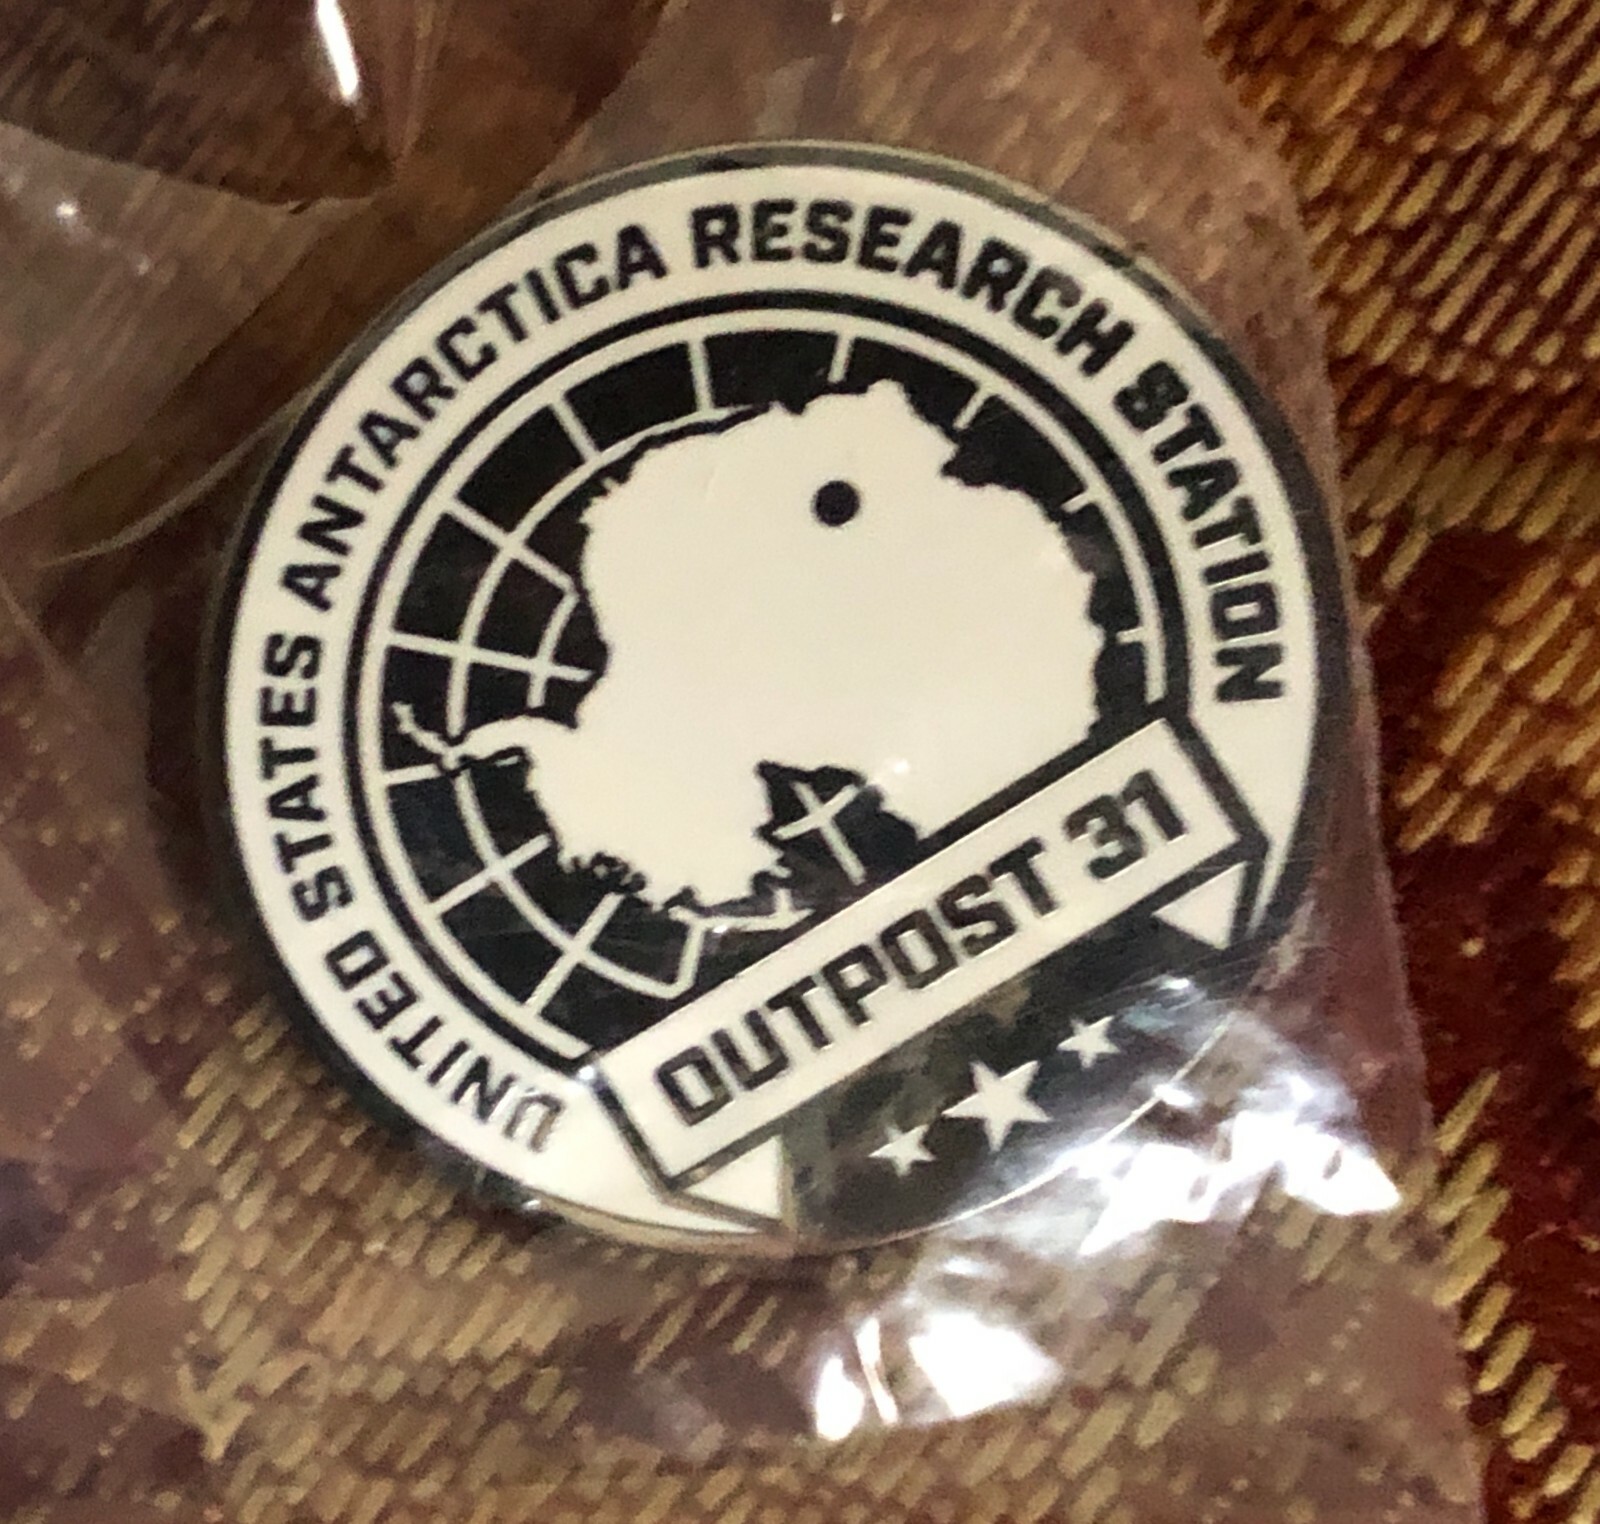 UNITED STATES ANTARCTICA RESEARCH STATION
OUTPOST 31